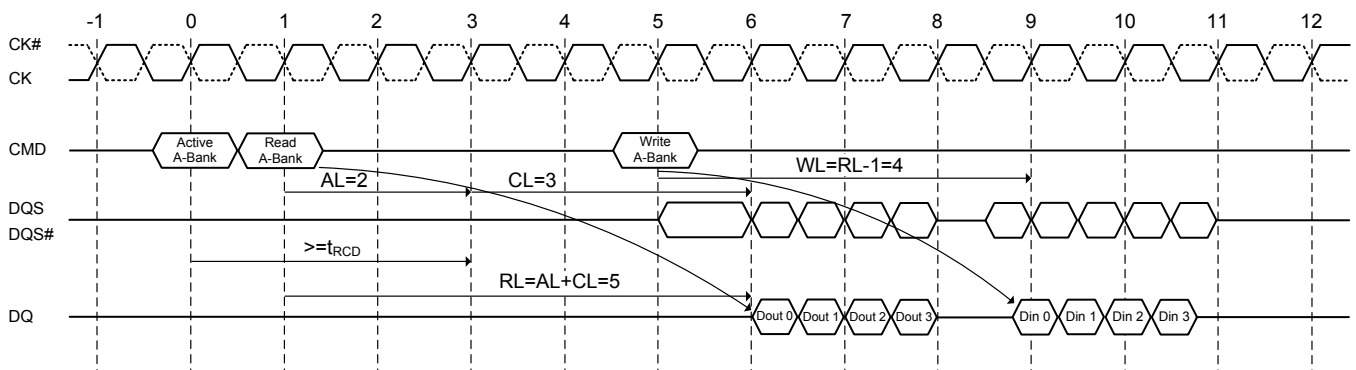 -1 0 1 2 3 4 5 6 7 8 9 10 11 12
CK#
CK
CMD
Active
A-Bank
Read
A-Bank
Write
A-Bank
AL=2
CL=3
WL=RL-1=4
DQS
DQS#
>=tRCD
RL=AL+CL=5
DQ
Dout 0 Dout 1 Dout 2 Dout 3
Din 0 Din 1 Din 2 Din 3